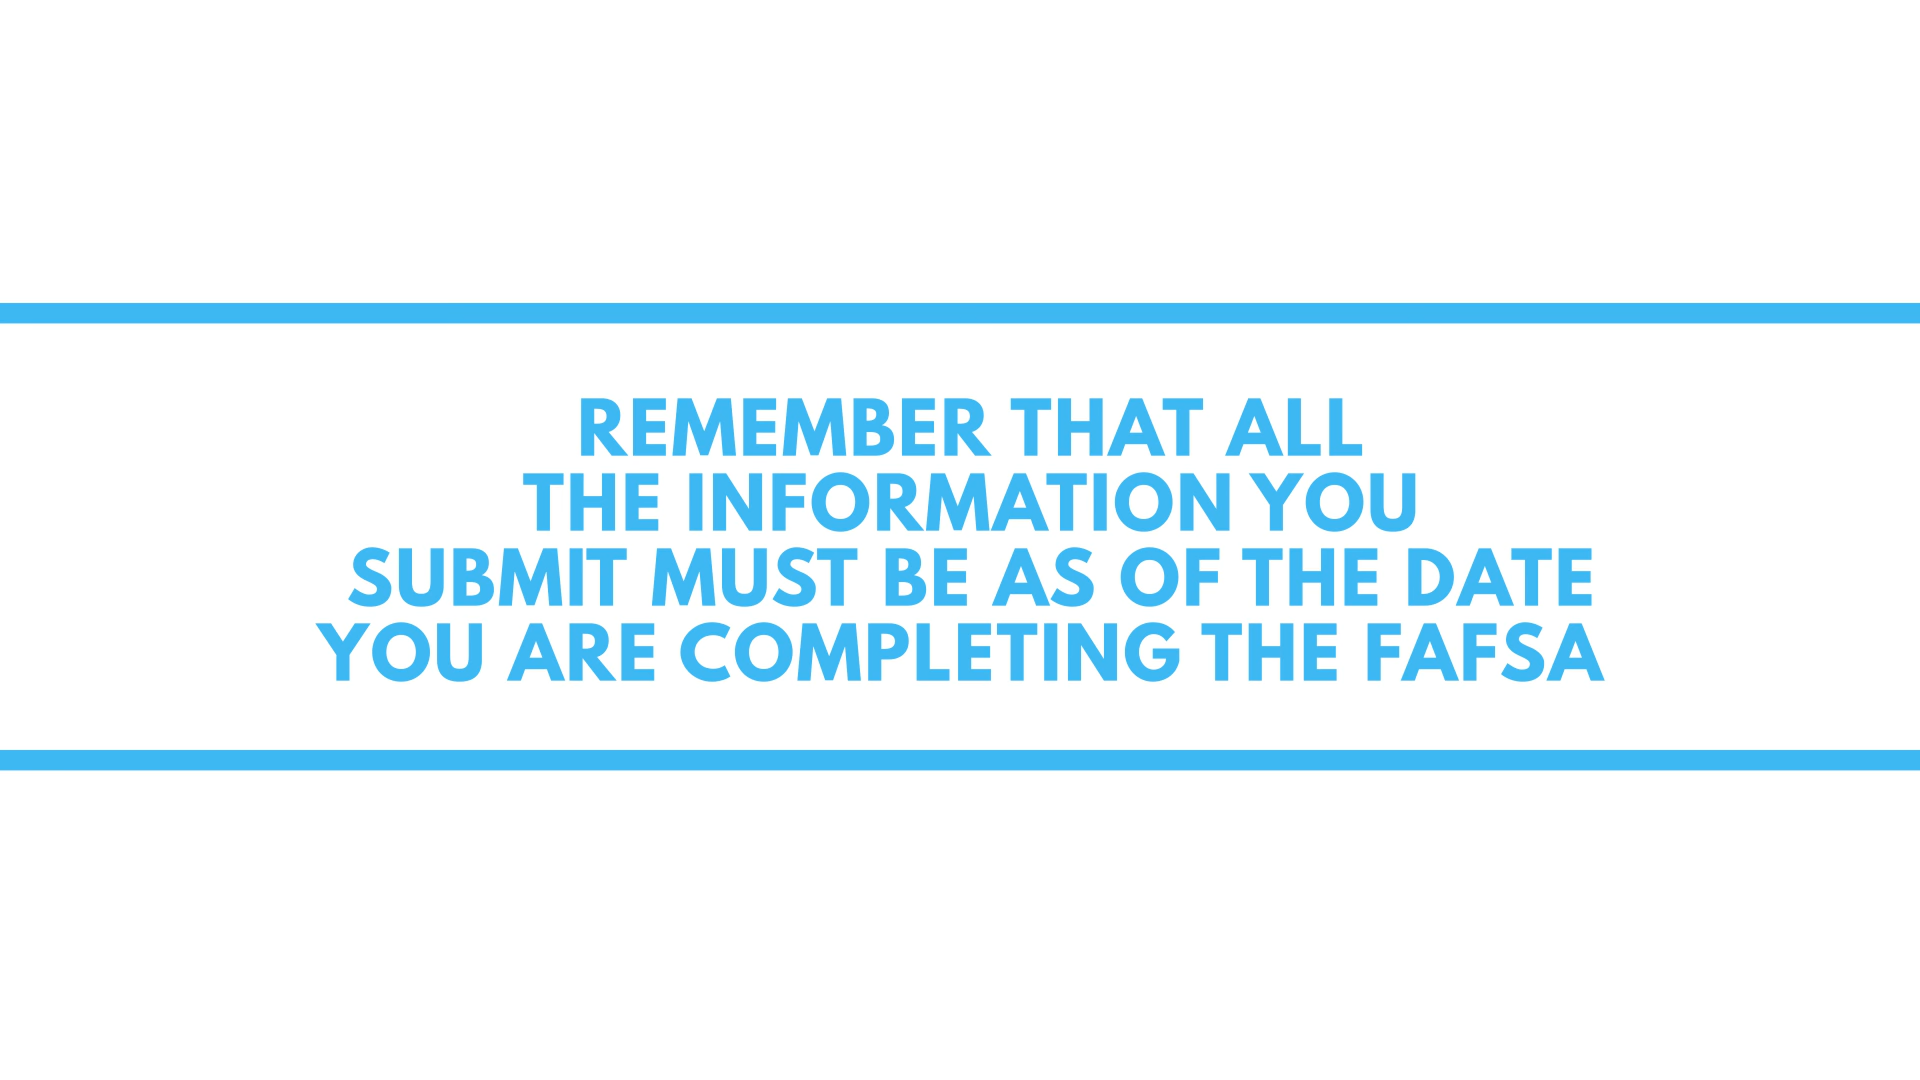 REMEMBER THAT ALL
THE INFORMATION YOU
SUBMIT MUST BE AS OF THE DATE
YOU ARE COMPLETING THE FAFSA